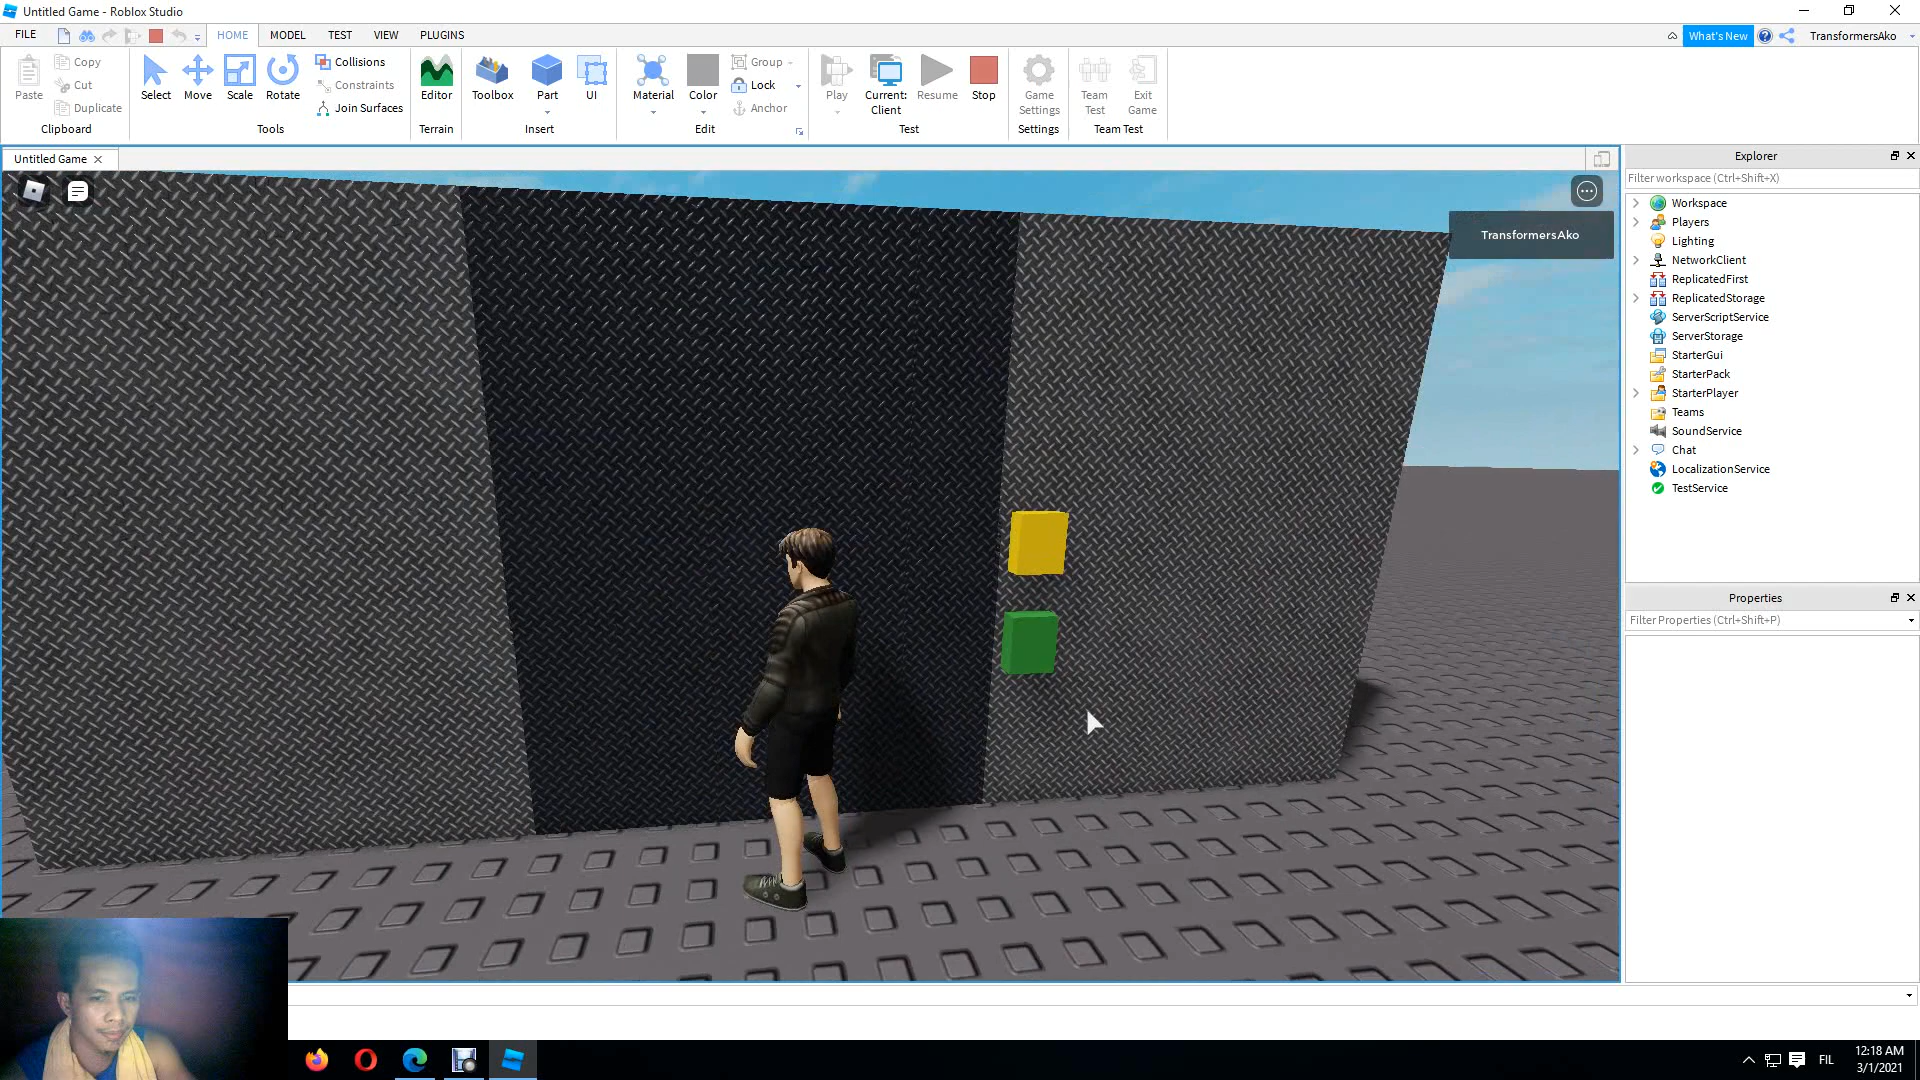 Untitled Game - Roblox Studio
FILE HOME MODEL TEST VIEW PLUGINS What's New TransformersAko
Paste Copy Cut Duplicate
Select Move Scale Rotate Collisions Constraints Join Surfaces
Editor Toolbox Part UI
Material Color Group Lock Anchor
Play Current: Client Resume Stop
Game Settings Team Test Exit Game
Clipboard Tools Terrain Insert Edit Test Settings Team Test
Untitled Game
TransformersAko
Explorer
Filter workspace (Ctrl+Shift+X)
Workspace
Players
Lighting
NetworkClient
ReplicatedFirst
ReplicatedStorage
ServerScriptService
ServerStorage
StarterGui
StarterPack
StarterPlayer
Teams
SoundService
Chat
LocalizationService
TestService
Properties
Filter Properties (Ctrl+Shift+P)
FIL
12:18 AM
3/1/2021